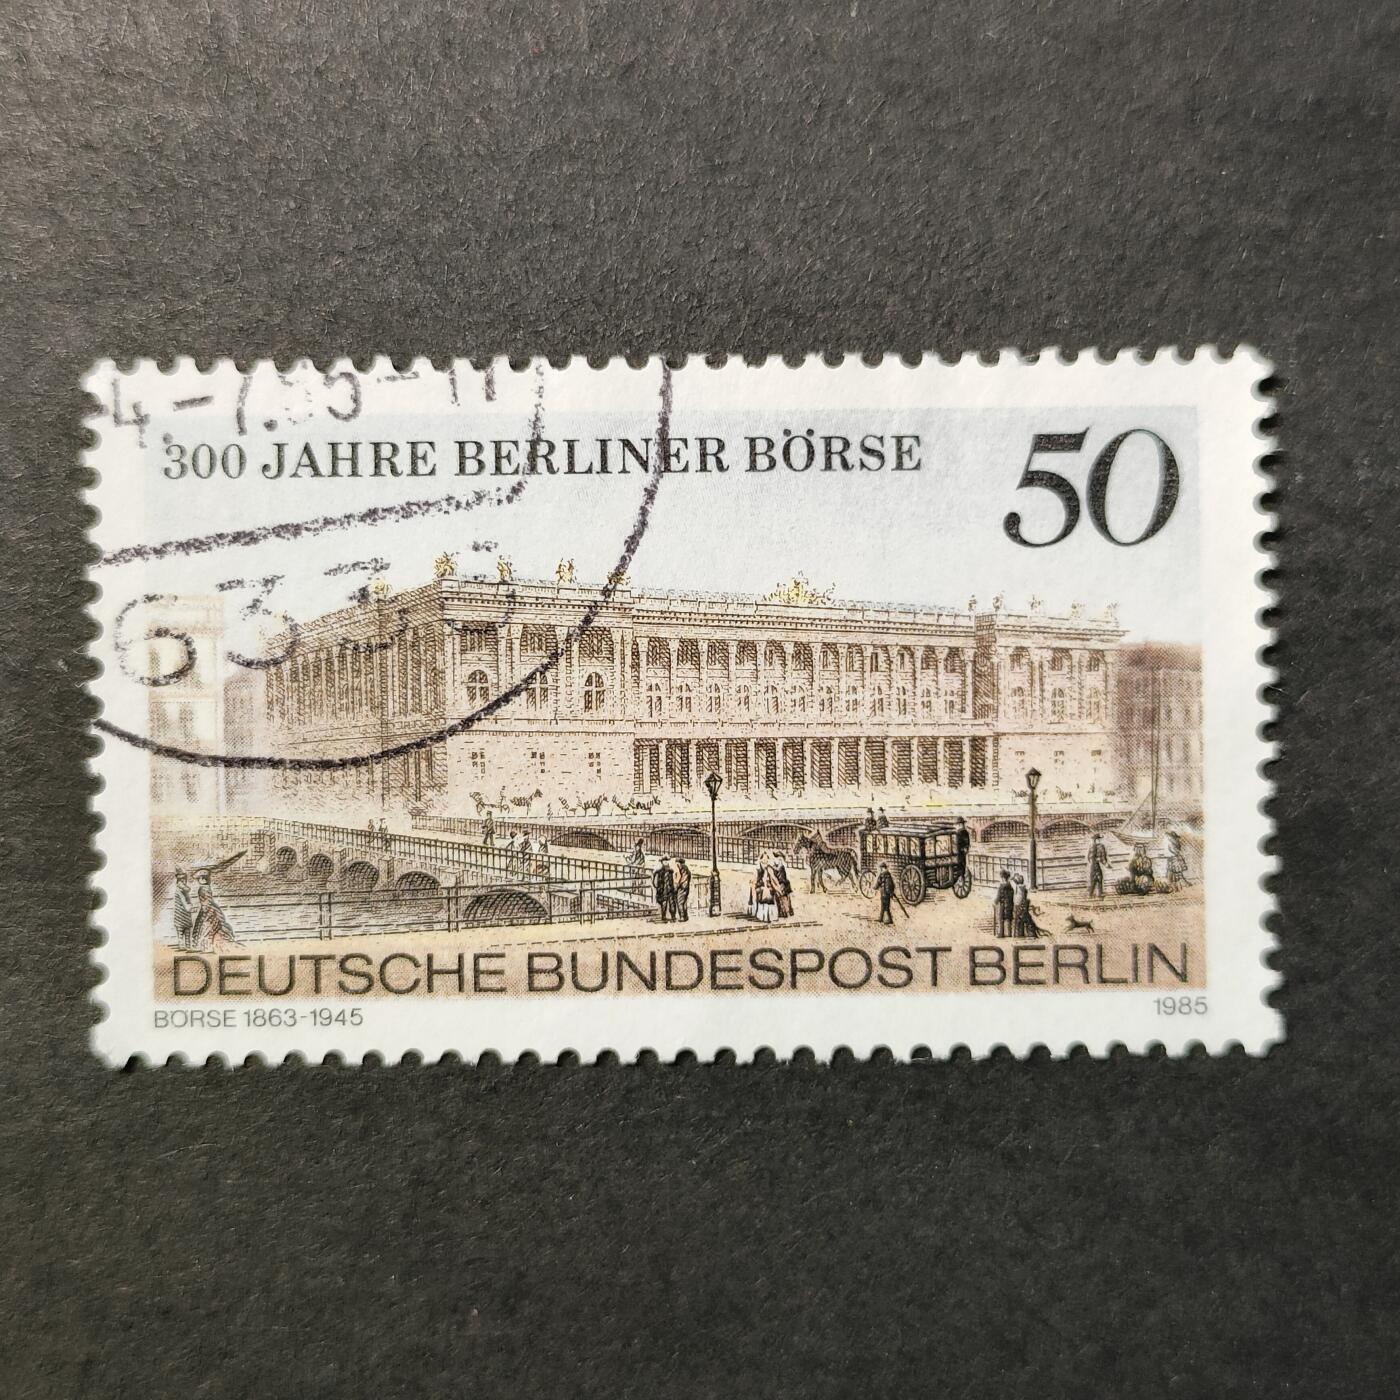 300 JAHRE BERLINER BÖRSE
50
DEUTSCHE BUNDESPOST BERLIN
BÖRSE 1863-1945
1985